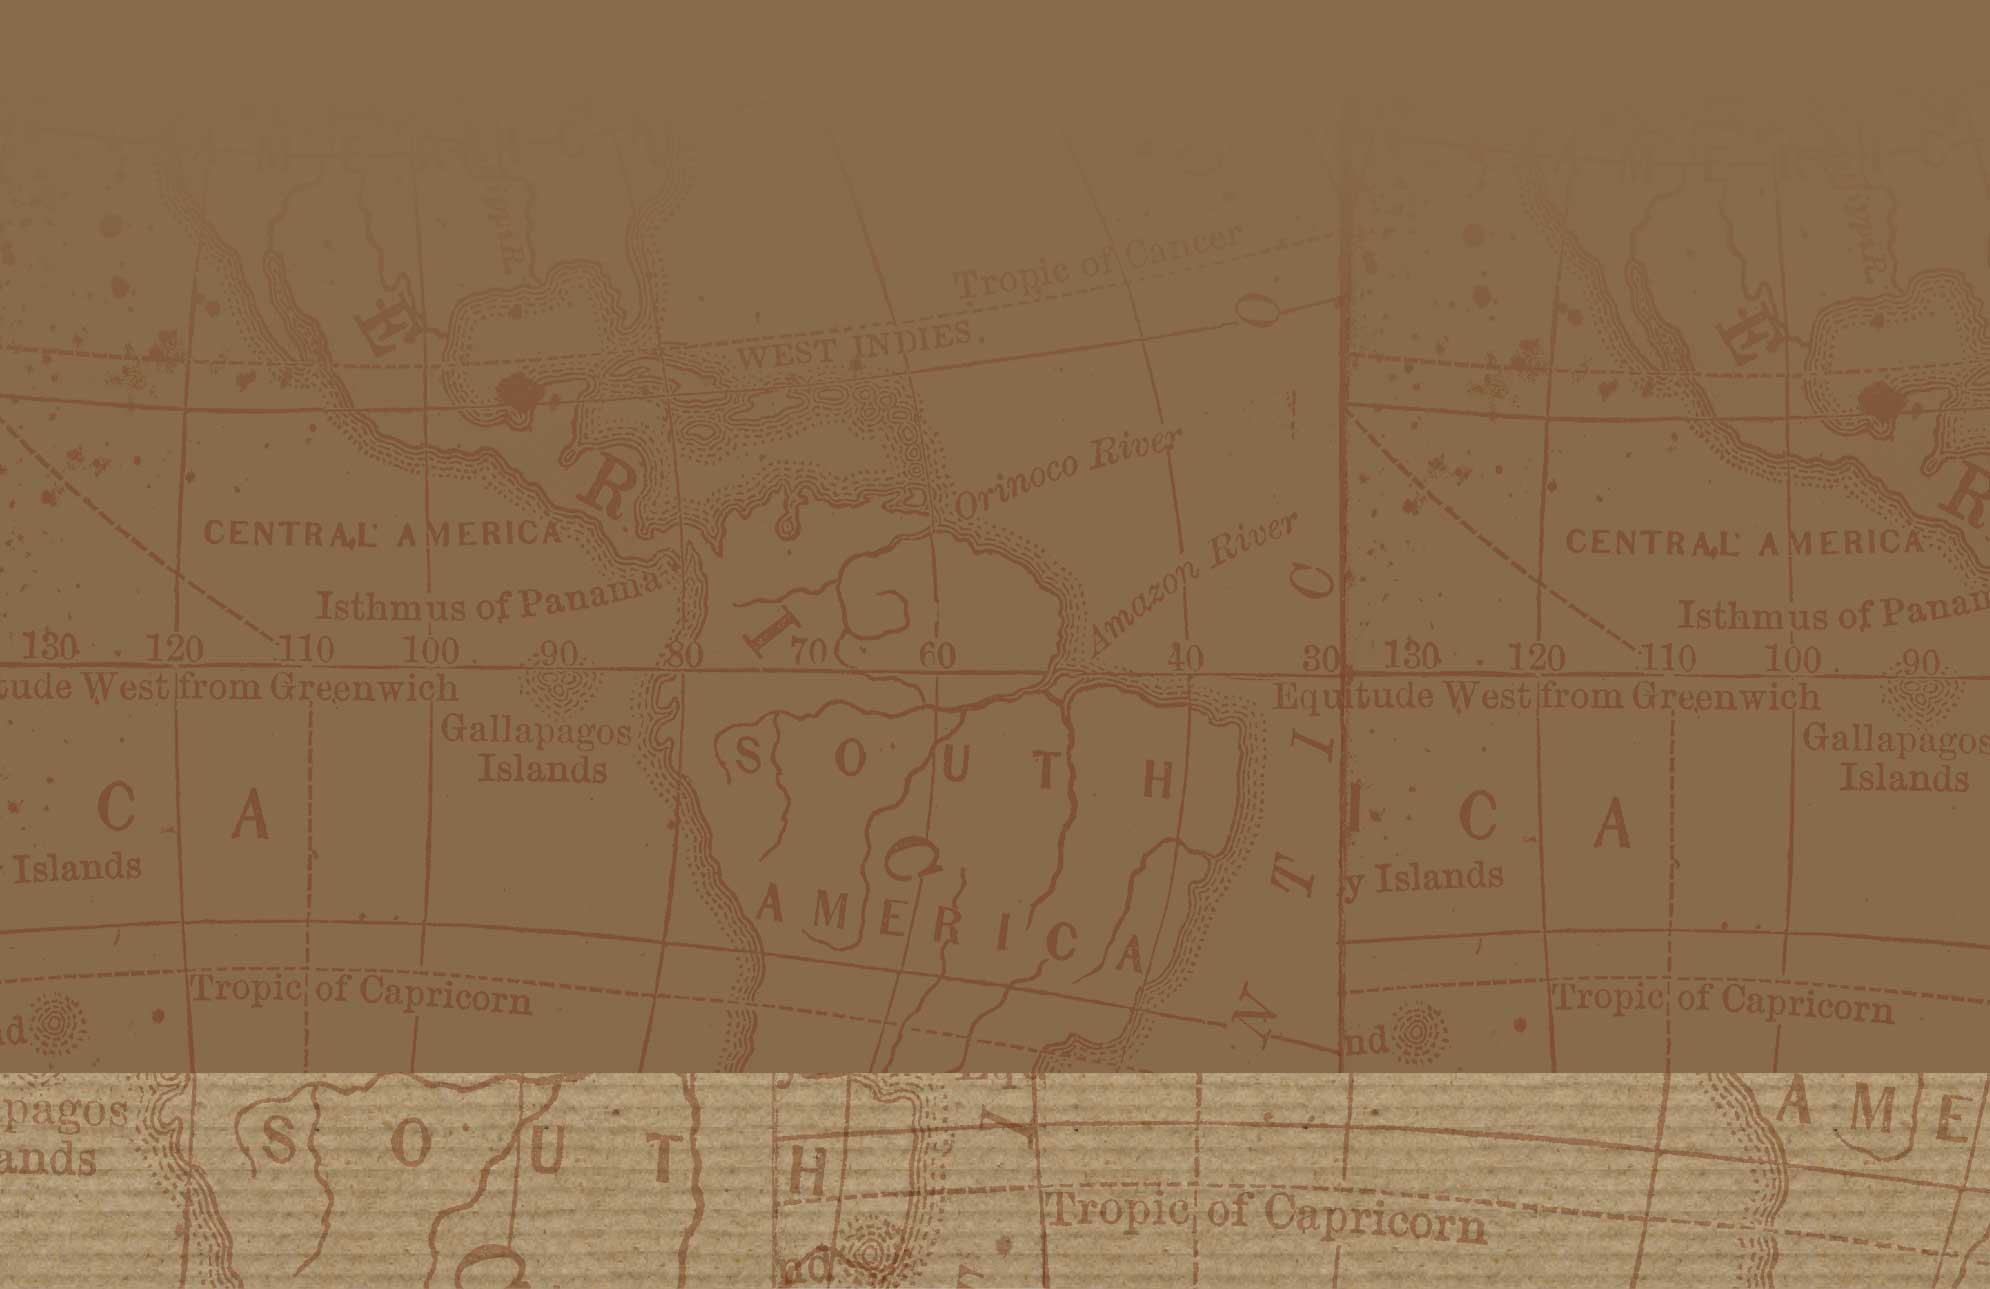 A M E R I C A
A M E R I C
E
E
Tropic of Cancer
O
WEST INDIES.
Orinoco River
R
R
CENTRAL AMERICA
CENTRAL AMERICA
Amazon River
C
Isthmus of Panama
Isthmus of Panam
I
130 120 110 100 90 80 70 60 40 30 130 120 110 100 90
tude West from Greenwich
Equitude West from Greenwich
Gallapagos
Islands
Gallapagos
Islands
S O U T H
I
T
C A
I C A
Islands
y Islands
C
A M E R I C A
Tropic of Capricorn
Tropic of Capricorn
N
nd
nd
pagos
ands
S O U T H
I
A M E
Tropic of Capricorn
nd